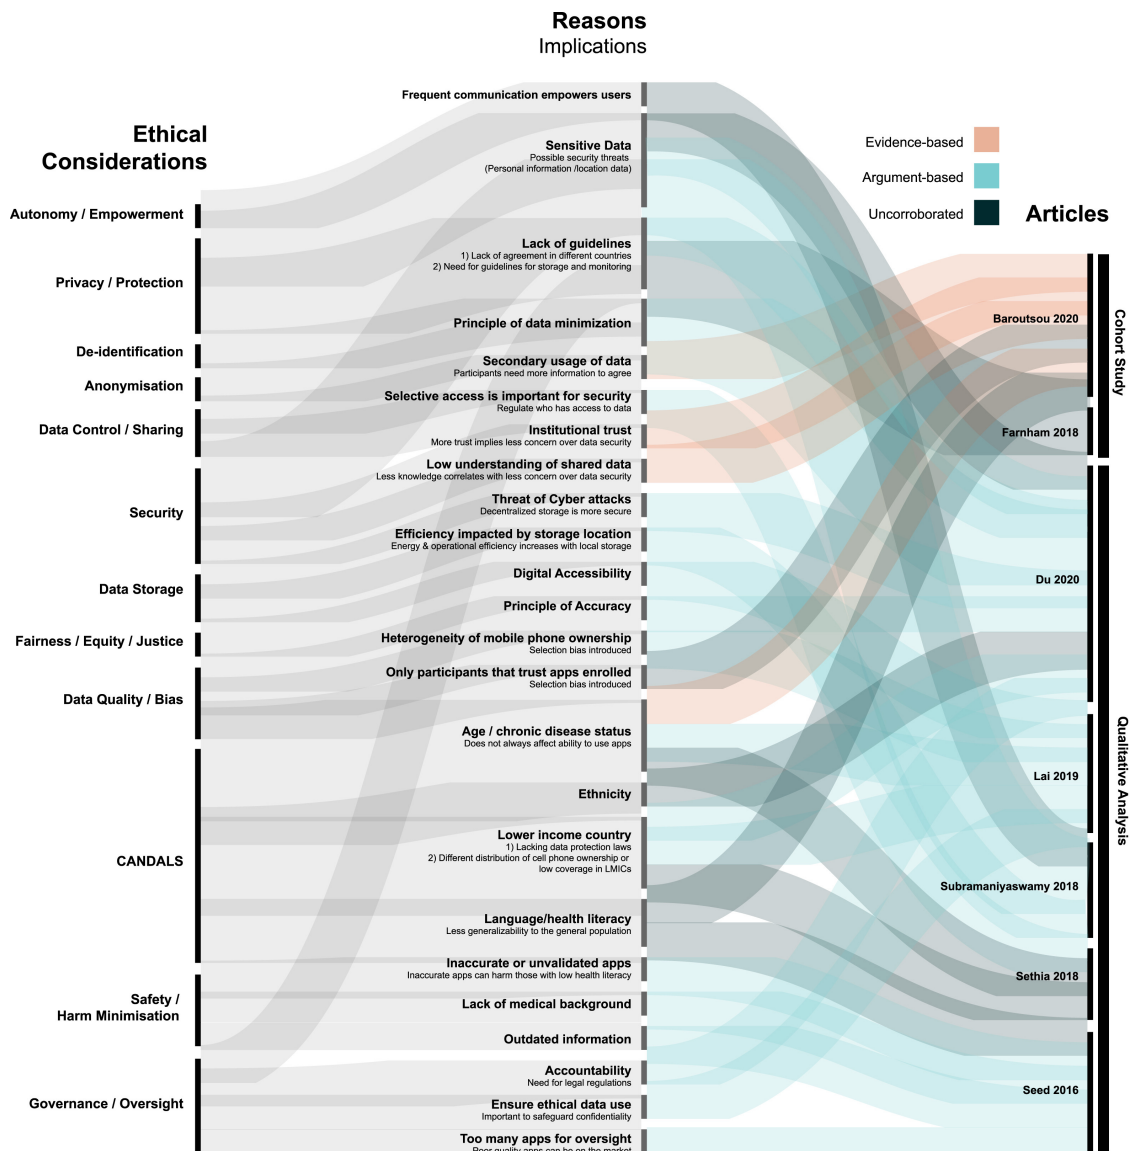 Reasons
Implications
Ethical
Considerations
Autonomy / Empowerment
Privacy / Protection
De-identification
Anonymisation
Data Control / Sharing
Security
Data Storage
Fairness / Equity / Justice
Data Quality / Bias
CANDALS
Safety /
Harm Minimisation
Governance / Oversight
Frequent communication empowers users
Sensitive Data
Possible security threats
(Personal information /location data)
Lack of guidelines
1) Lack of agreement in different countries
2) Need for guidelines for storage and monitoring
Principle of data minimization
Secondary usage of data
Participants need more information to agree
Selective access is important for security
Regulate who has access to data
Institutional trust
More trust implies less concern over data security
Low understanding of shared data
Less knowledge correlates with less concern over data security
Threat of Cyber attacks
Decentralized storage is more secure
Efficiency impacted by storage location
Energy & operational efficiency increases with local storage
Digital Accessibility
Principle of Accuracy
Heterogeneity of mobile phone ownership
Selection bias introduced
Only participants that trust apps enrolled
Selection bias introduced
Age / chronic disease status
Does not always affect ability to use apps
Ethnicity
Lower income country
1) Lacking data protection laws
2) Different distribution of cell phone ownership or
low coverage in LMICs
Language/health literacy
Less generalizability to the general population
Inaccurate or unvalidated apps
Inaccurate apps can harm those with low health literacy
Lack of medical background
Outdated information
Accountability
Need for legal regulations
Ensure ethical data use
Important to safeguard confidentiality
Too many apps for oversight
Poor quality apps can be on the market
Evidence-based
Argument-based
Uncorroborated
Articles
Baroutsou 2020
Farnham 2018
Du 2020
Lai 2019
Subramaniyaswamy 2018
Sethia 2018
Seed 2016
Cohort Study
Qualitative Analysis